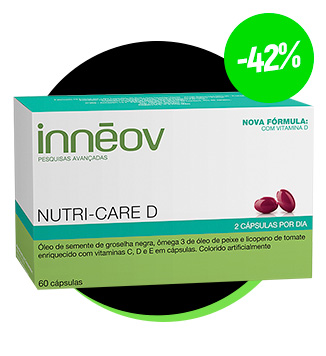 -42%
innēov
PESQUISAS AVANÇADAS
NOVA FÓRMULA:
COM VITAMINA D
NUTRI-CARE D
2 CÁPSULAS POR DIA
Óleo de semente de groselha negra, ômega 3 de óleo de peixe e licopeno de tomate
enriquecido com vitaminas C, D e E em cápsulas. Colorido artificialmente
60 cápsulas